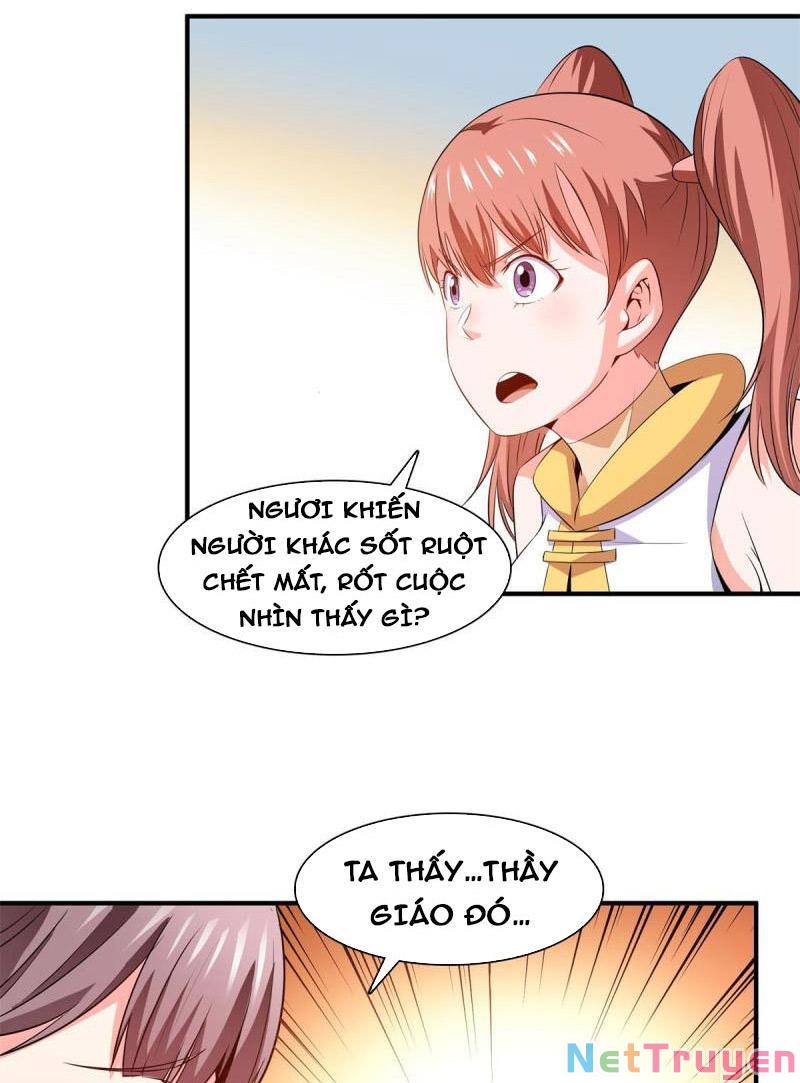 NGƯƠI KHIẾN
NGƯỜI KHÁC SỐT RUỘT
CHẾT MẤT, RỐT CUỘC
NHÌN THẤY GÌ?
TA THẤY...THẦY
GIÁO ĐÓ...
NetTruyen